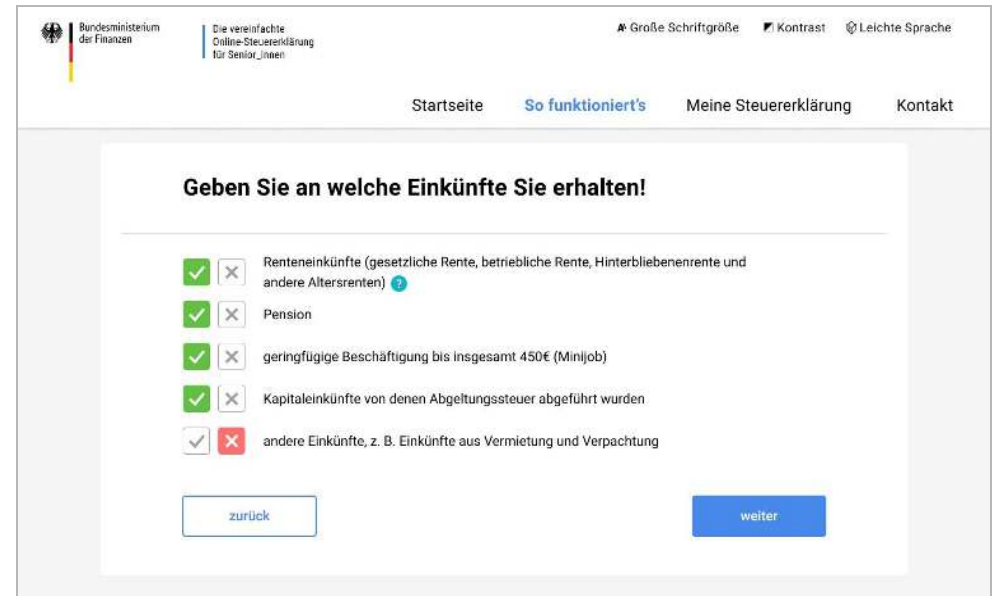 Bundesministerium
der Finanzen
Die vereinfachte
Online-Steuererklärung
für Senior_innen
Große Schriftgröße
Kontrast
Leichte Sprache
Startseite
So funktioniert's
Meine Steuererklärung
Kontakt
Geben Sie an welche Einkünfte Sie erhalten!
Renteneinkünfte (gesetzliche Rente, betriebliche Rente, Hinterbliebenenrente und
andere Altersrenten) ?
Pension
geringfügige Beschäftigung bis insgesamt 450€ (Minijob)
Kapitaleinkünfte von denen Abgeltungssteuer abgeführt wurden
andere Einkünfte, z. B. Einkünfte aus Vermietung und Verpachtung
zurück
weiter